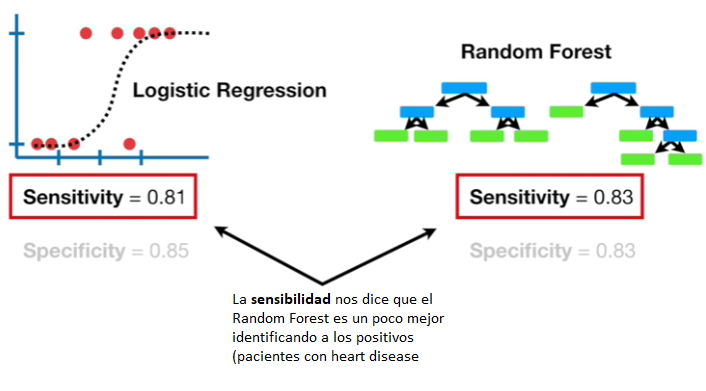 Logistic Regression
Random Forest
Sensitivity = 0.81
Sensitivity = 0.83
Specificity = 0.85
Specificity = 0.83
La sensibilidad nos dice que el
Random Forest es un poco mejor
identificando a los positivos
(pacientes con heart disease